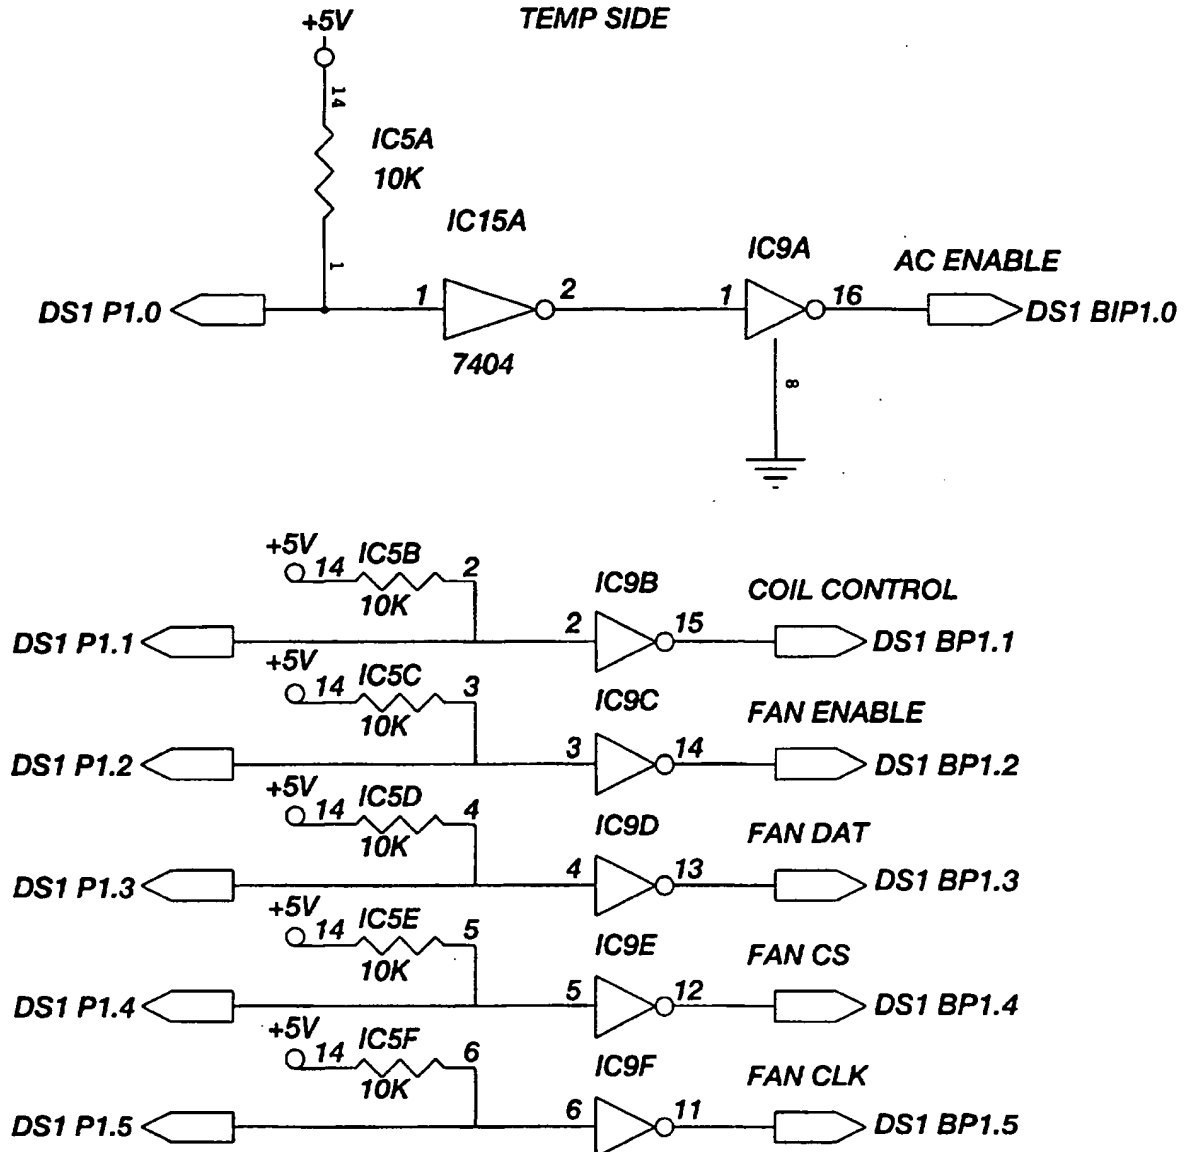 TEMP SIDE
+5V
14
IC5A
10K
1
IC15A
7404
IC9A
AC ENABLE
DS1 P1.0
1
2
1
16
DS1 BIP1.0
8
+5V
14
IC5B
10K
2
IC9B
COIL CONTROL
DS1 P1.1
2
15
DS1 BP1.1
+5V
14
IC5C
10K
3
IC9C
FAN ENABLE
DS1 P1.2
3
14
DS1 BP1.2
+5V
14
IC5D
10K
4
IC9D
FAN DAT
DS1 P1.3
4
13
DS1 BP1.3
+5V
14
IC5E
10K
5
IC9E
FAN CS
DS1 P1.4
5
12
DS1 BP1.4
+5V
14
IC5F
10K
6
IC9F
FAN CLK
DS1 P1.5
6
11
DS1 BP1.5